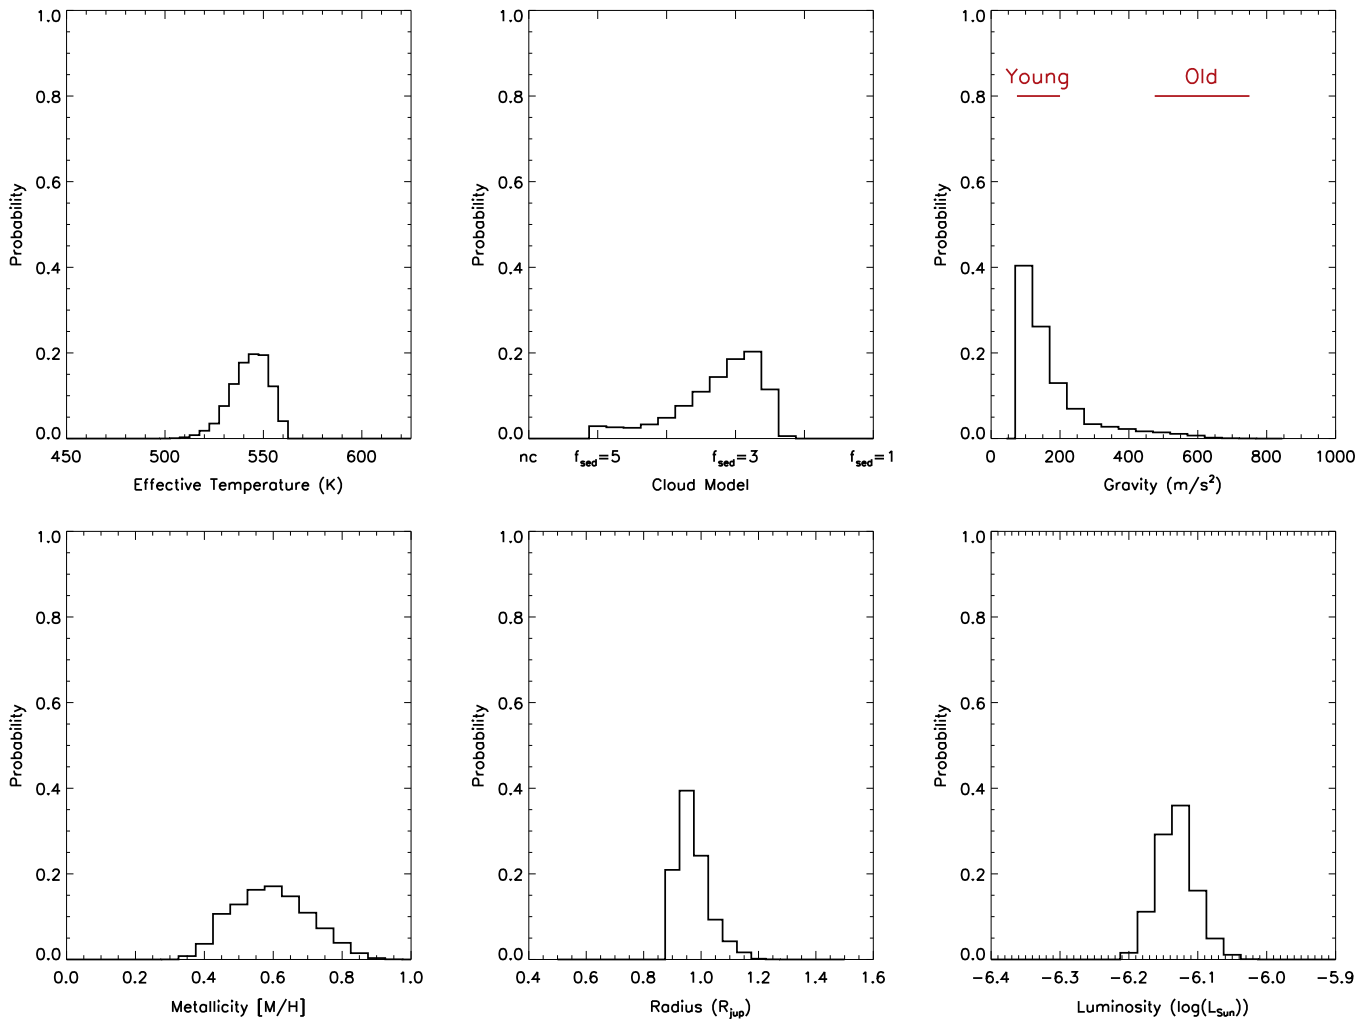 1.0
0.8
0.6
0.4
0.2
0.0
Probability
450 500 550 600
Effective Temperature (K)
1.0
0.8
0.6
0.4
0.2
0.0
Probability
nc f_sed=5 f_sed=3 f_sed=1
Cloud Model
1.0
0.8
0.6
0.4
0.2
0.0
Probability
Young Old
0 200 400 600 800 1000
Gravity (m/s²)
1.0
0.8
0.6
0.4
0.2
0.0
Probability
0.0 0.2 0.4 0.6 0.8 1.0
Metallicity [M/H]
1.0
0.8
0.6
0.4
0.2
0.0
Probability
0.4 0.6 0.8 1.0 1.2 1.4 1.6
Radius (R_jup)
1.0
0.8
0.6
0.4
0.2
0.0
Probability
−6.4 −6.3 −6.2 −6.1 −6.0 −5.9
Luminosity (log(L_Sun))